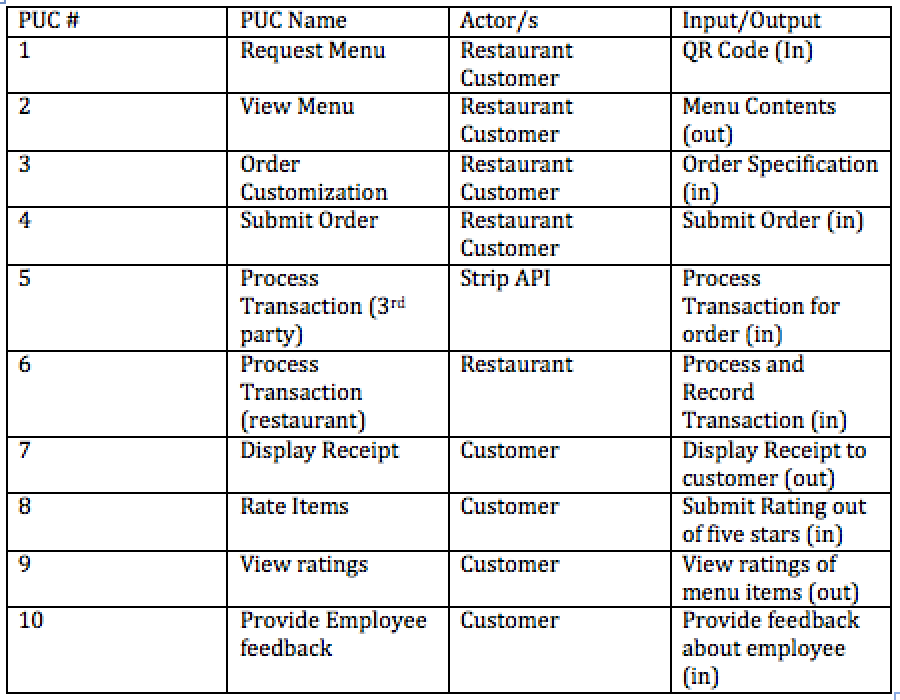 PUC # PUC Name Actor/s Input/Output
1 Request Menu Restaurant QR Code (In)
Customer
2 View Menu Restaurant Menu Contents
Customer (out)
3 Order Restaurant Order Specification
Customization Customer (in)
4 Submit Order Restaurant Submit Order (in)
Customer
5 Process Strip API Process
Transaction (3rd Transaction for
party) order (in)
6 Process Restaurant Process and
Transaction Record
(restaurant) Transaction (in)
7 Display Receipt Customer Display Receipt to
customer (out)
8 Rate Items Customer Submit Rating out
of five stars (in)
9 View ratings Customer View ratings of
menu items (out)
10 Provide Employee Customer Provide feedback
feedback about employee
(in)